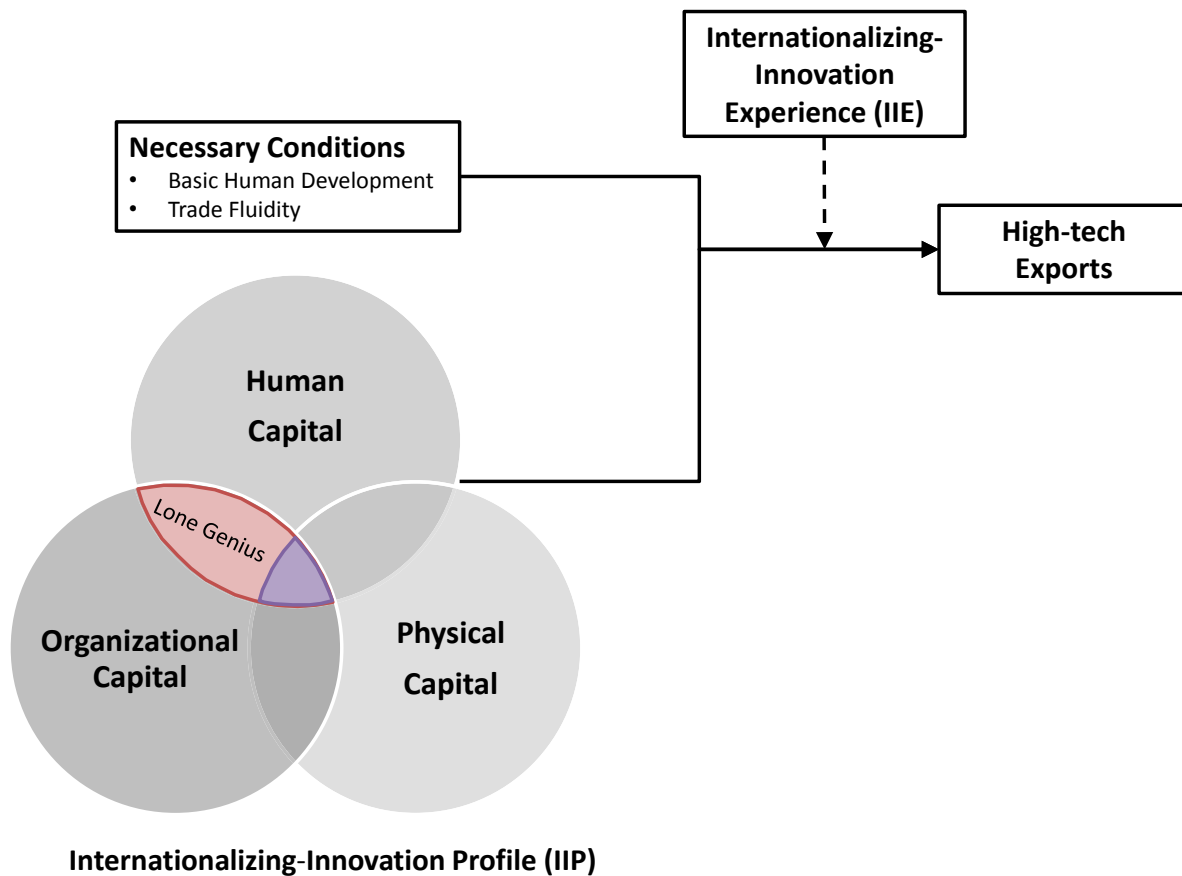 Internationalizing-
Innovation
Experience (IIE)
Necessary Conditions
• Basic Human Development
• Trade Fluidity
High-tech
Exports
Human
Capital
Lone Genius
Organizational
Capital
Physical
Capital
Internationalizing-Innovation Profile (IIP)